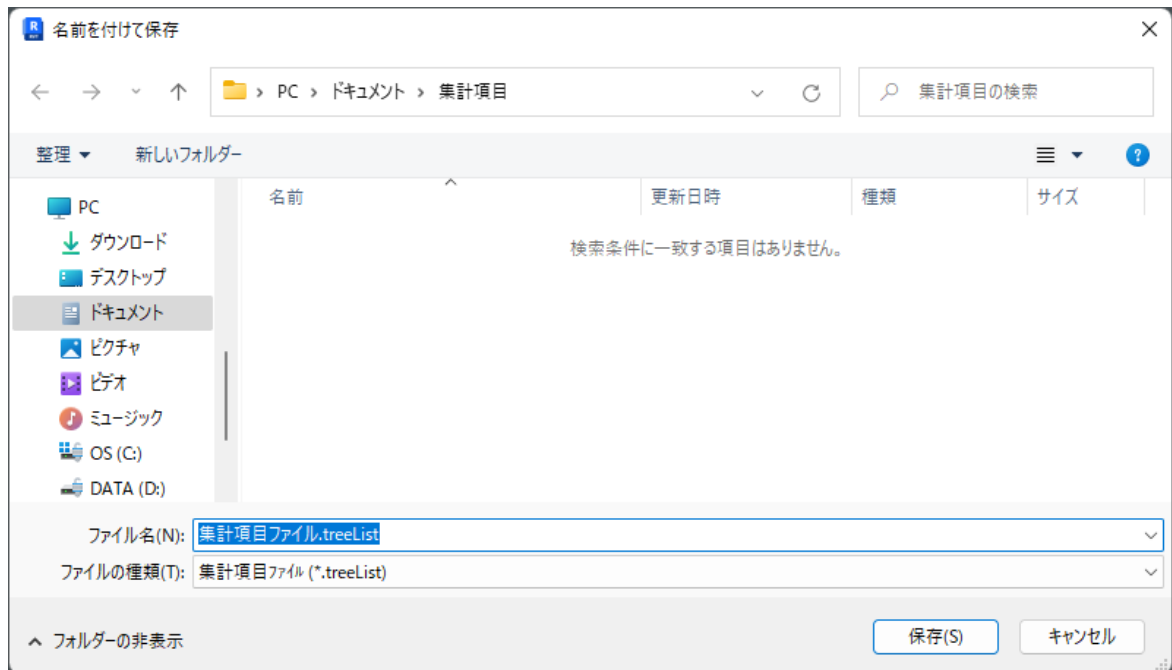 名前を付けて保存
PC › ドキュメント › 集計項目
集計項目の検索
整理 新しいフォルダー
名前 更新日時 種類 サイズ
検索条件に一致する項目はありません。
PC
ダウンロード
デスクトップ
ドキュメント
ピクチャ
ビデオ
ミュージック
OS (C:)
DATA (D:)
ファイル名(N): 集計項目ファイル.treeList
ファイルの種類(T): 集計項目ﾌｧｲﾙ (*.treeList)
フォルダーの非表示
保存(S) キャンセル